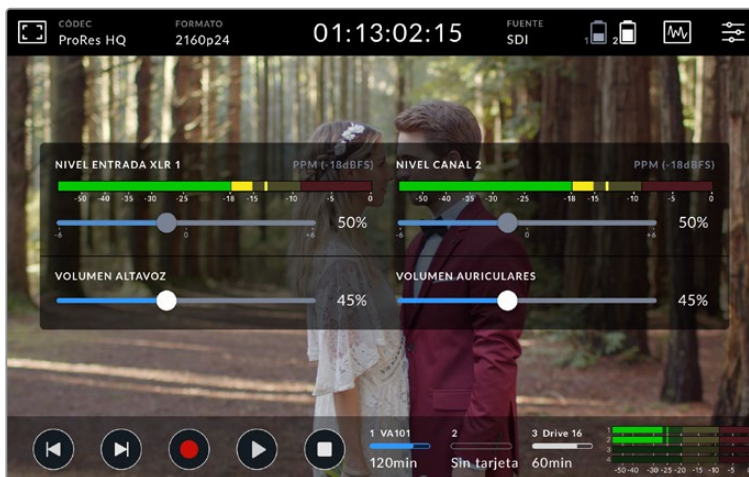 CÓDEC
ProRes HQ
FORMATO
2160p24
01:13:02:15
FUENTE
SDI
1 2
NIVEL ENTRADA XLR 1 PPM (-18dBFS)
-50 -40 -35 -30 -25 -18 -15 -10 -5 0
50%
-6 0 +6
NIVEL CANAL 2 PPM (-18dBFS)
-50 -40 -35 -30 -25 -18 -15 -10 -5 0
50%
-6 0 +6
VOLUMEN ALTAVOZ
45%
VOLUMEN AURICULARES
45%
1 VA101
120min
2
Sin tarjeta
3 Drive 16
60min
1
2
3
4
-50 -40 -30 -25 -20 -15 -10 -5 0